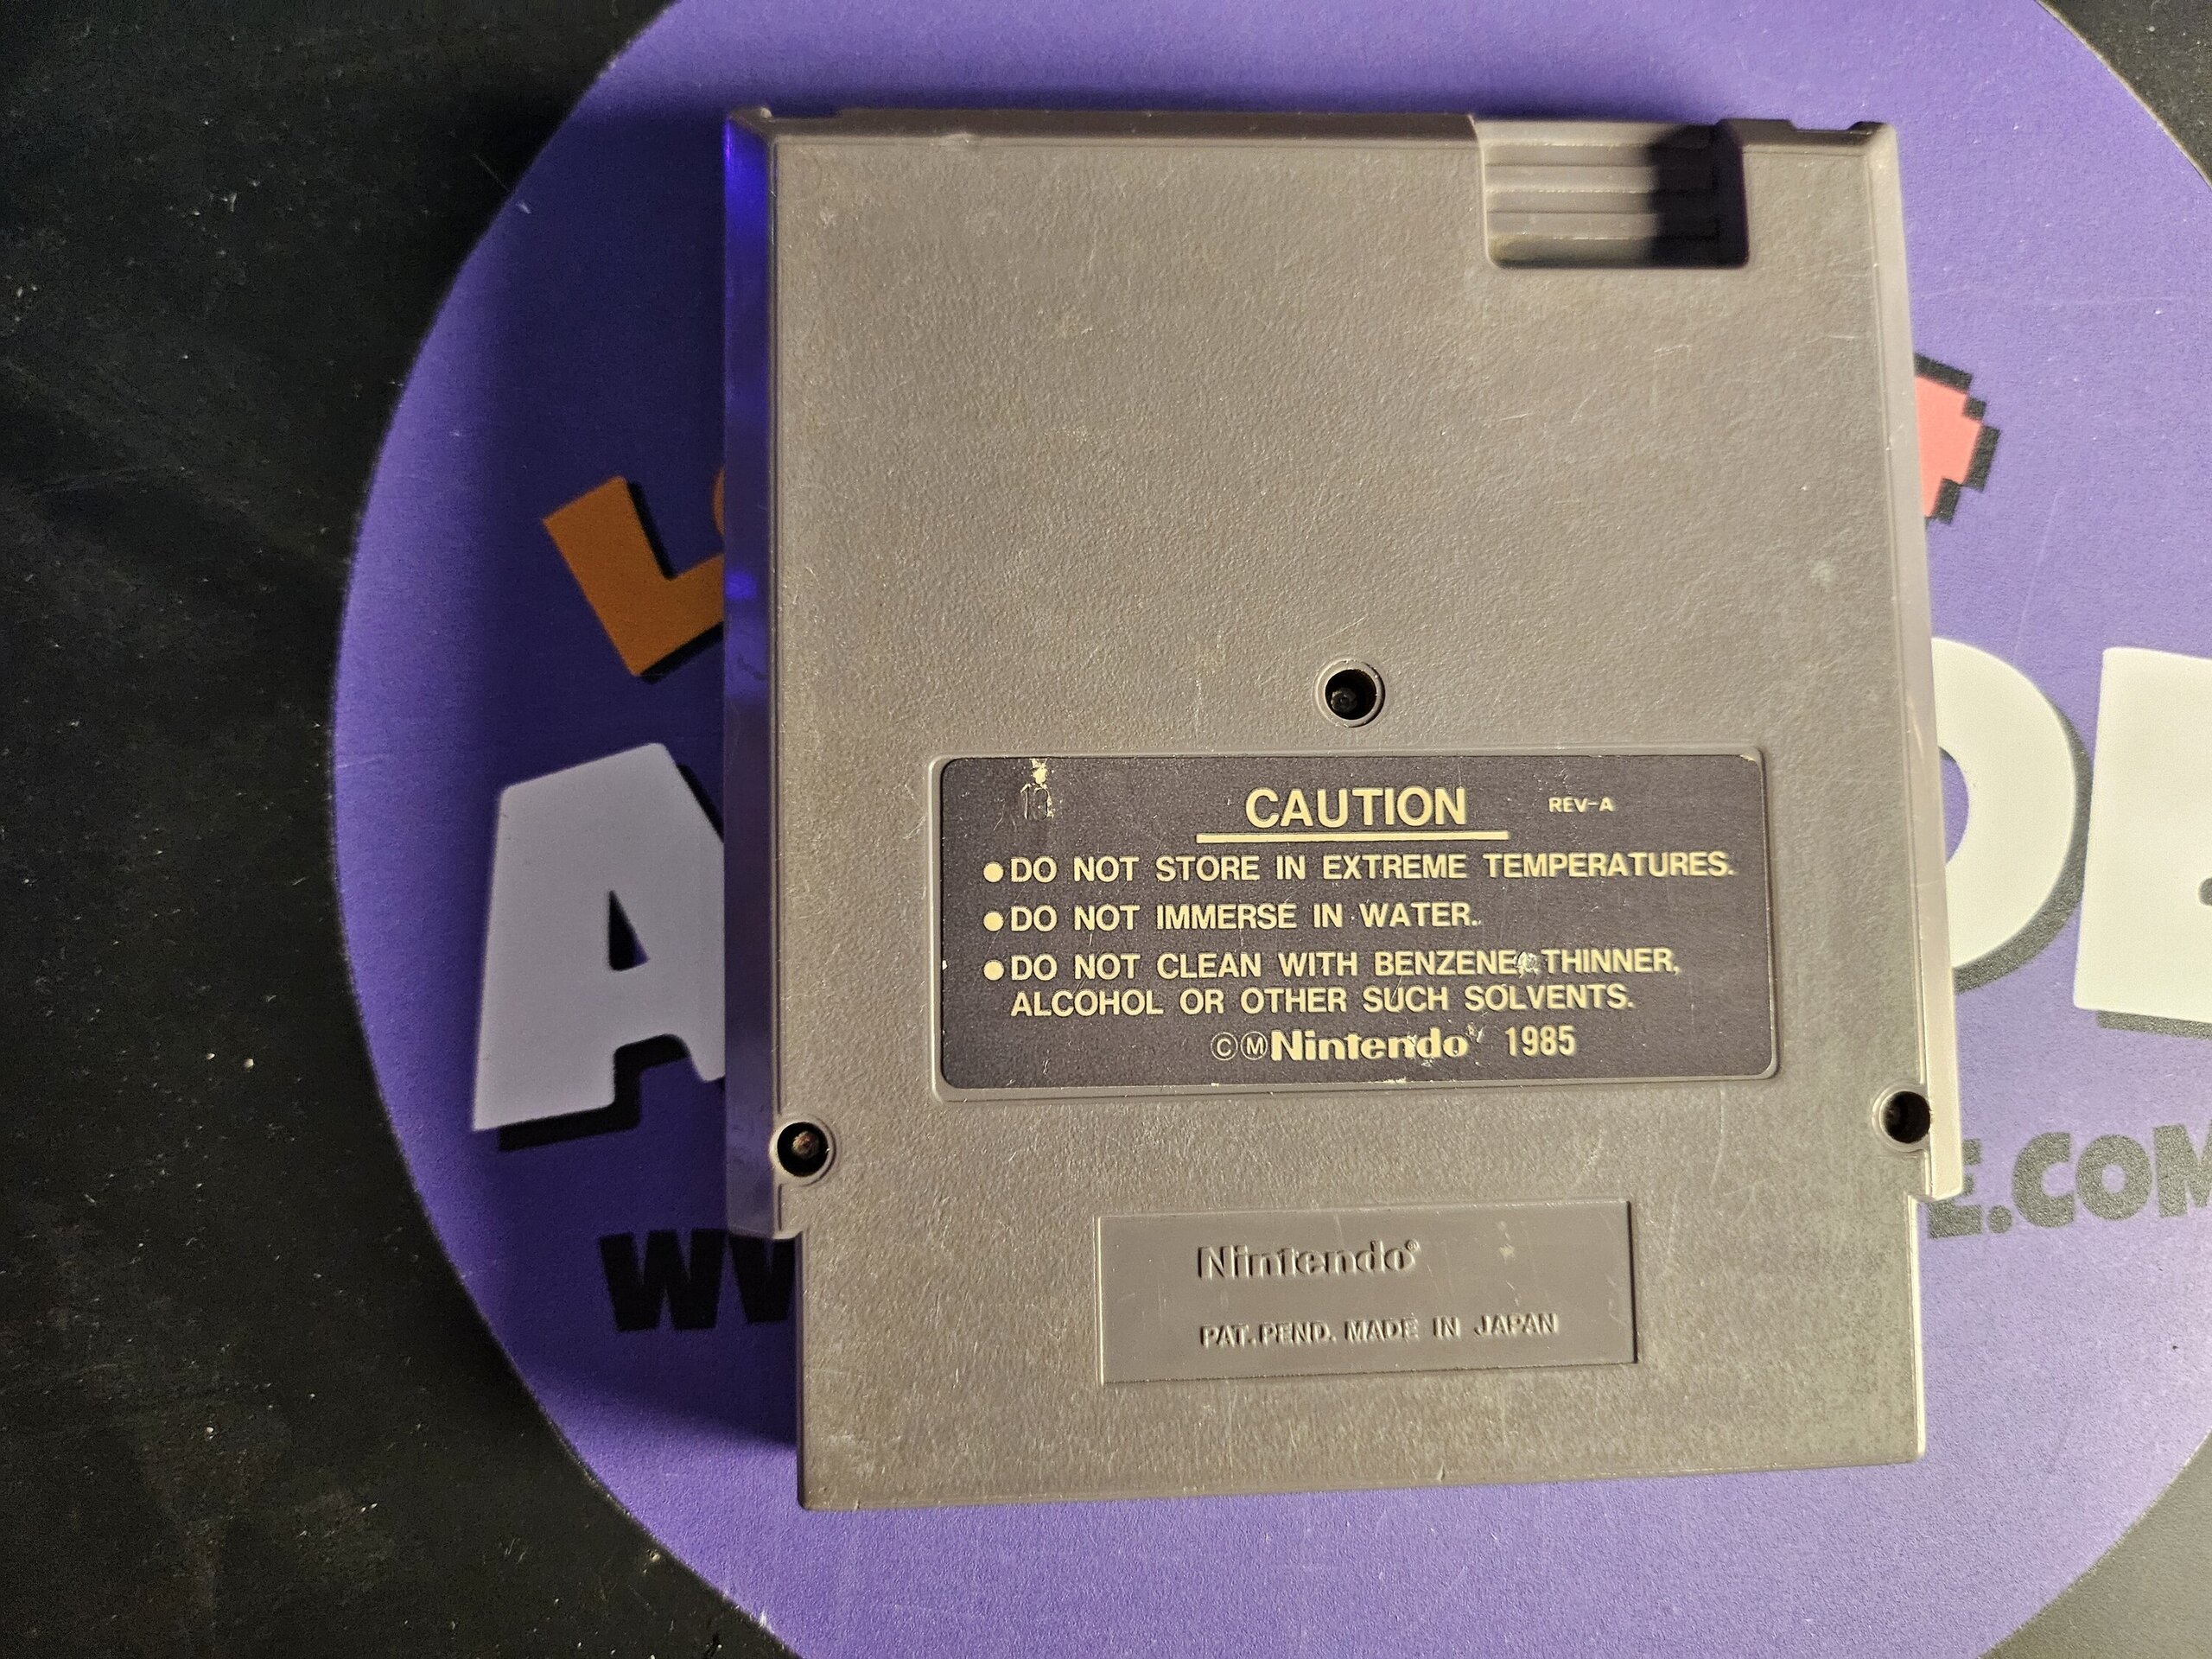 CAUTION REV-A
●DO NOT STORE IN EXTREME TEMPERATURES.
●DO NOT IMMERSE IN WATER.
●DO NOT CLEAN WITH BENZENE, THINNER,
ALCOHOL OR OTHER SUCH SOLVENTS.
©ⓂNintendo® 1985
Nintendo®
PAT. PEND. MADE IN JAPAN